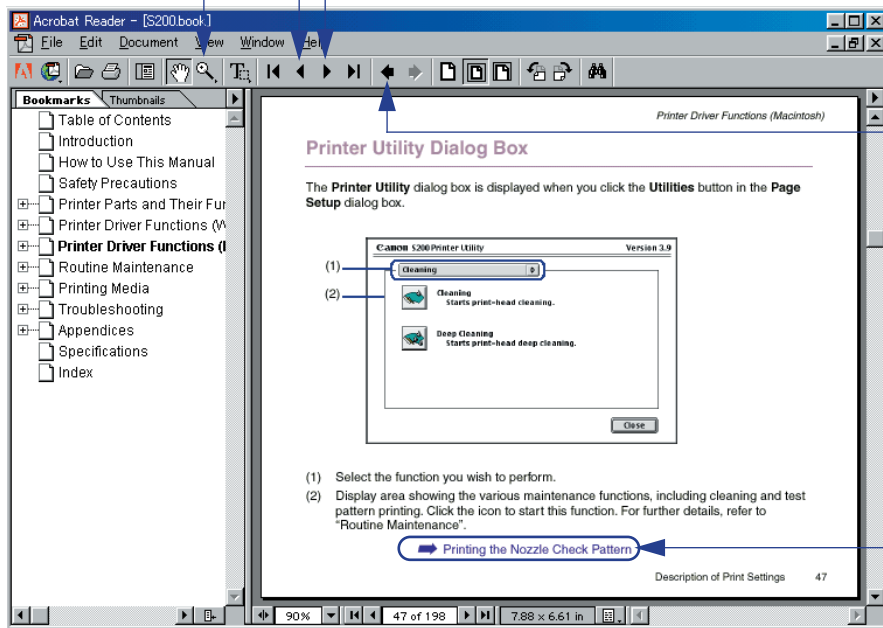 Acrobat Reader - [S200.book]
File Edit Document View Window Hel
Bookmarks Thumbnails
Table of Contents
Introduction
How to Use This Manual
Safety Precautions
Printer Parts and Their Fur
Printer Driver Functions (W
Printer Driver Functions (I
Routine Maintenance
Printing Media
Troubleshooting
Appendices
Specifications
Index
Printer Driver Functions (Macintosh)
Printer Utility Dialog Box
The Printer Utility dialog box is displayed when you click the Utilities button in the Page
Setup dialog box.
Canon S200 Printer Utility Version 3.9
(1)
Cleaning
(2)
Cleaning
Starts print-head cleaning.
Deep Cleaning
Starts print-head deep cleaning.
Close
(1) Select the function you wish to perform.
(2) Display area showing the various maintenance functions, including cleaning and test
pattern printing. Click the icon to start this function. For further details, refer to
"Routine Maintenance".
Printing the Nozzle Check Pattern
Description of Print Settings 47
90% 47 of 198 7.88 × 6.61 in